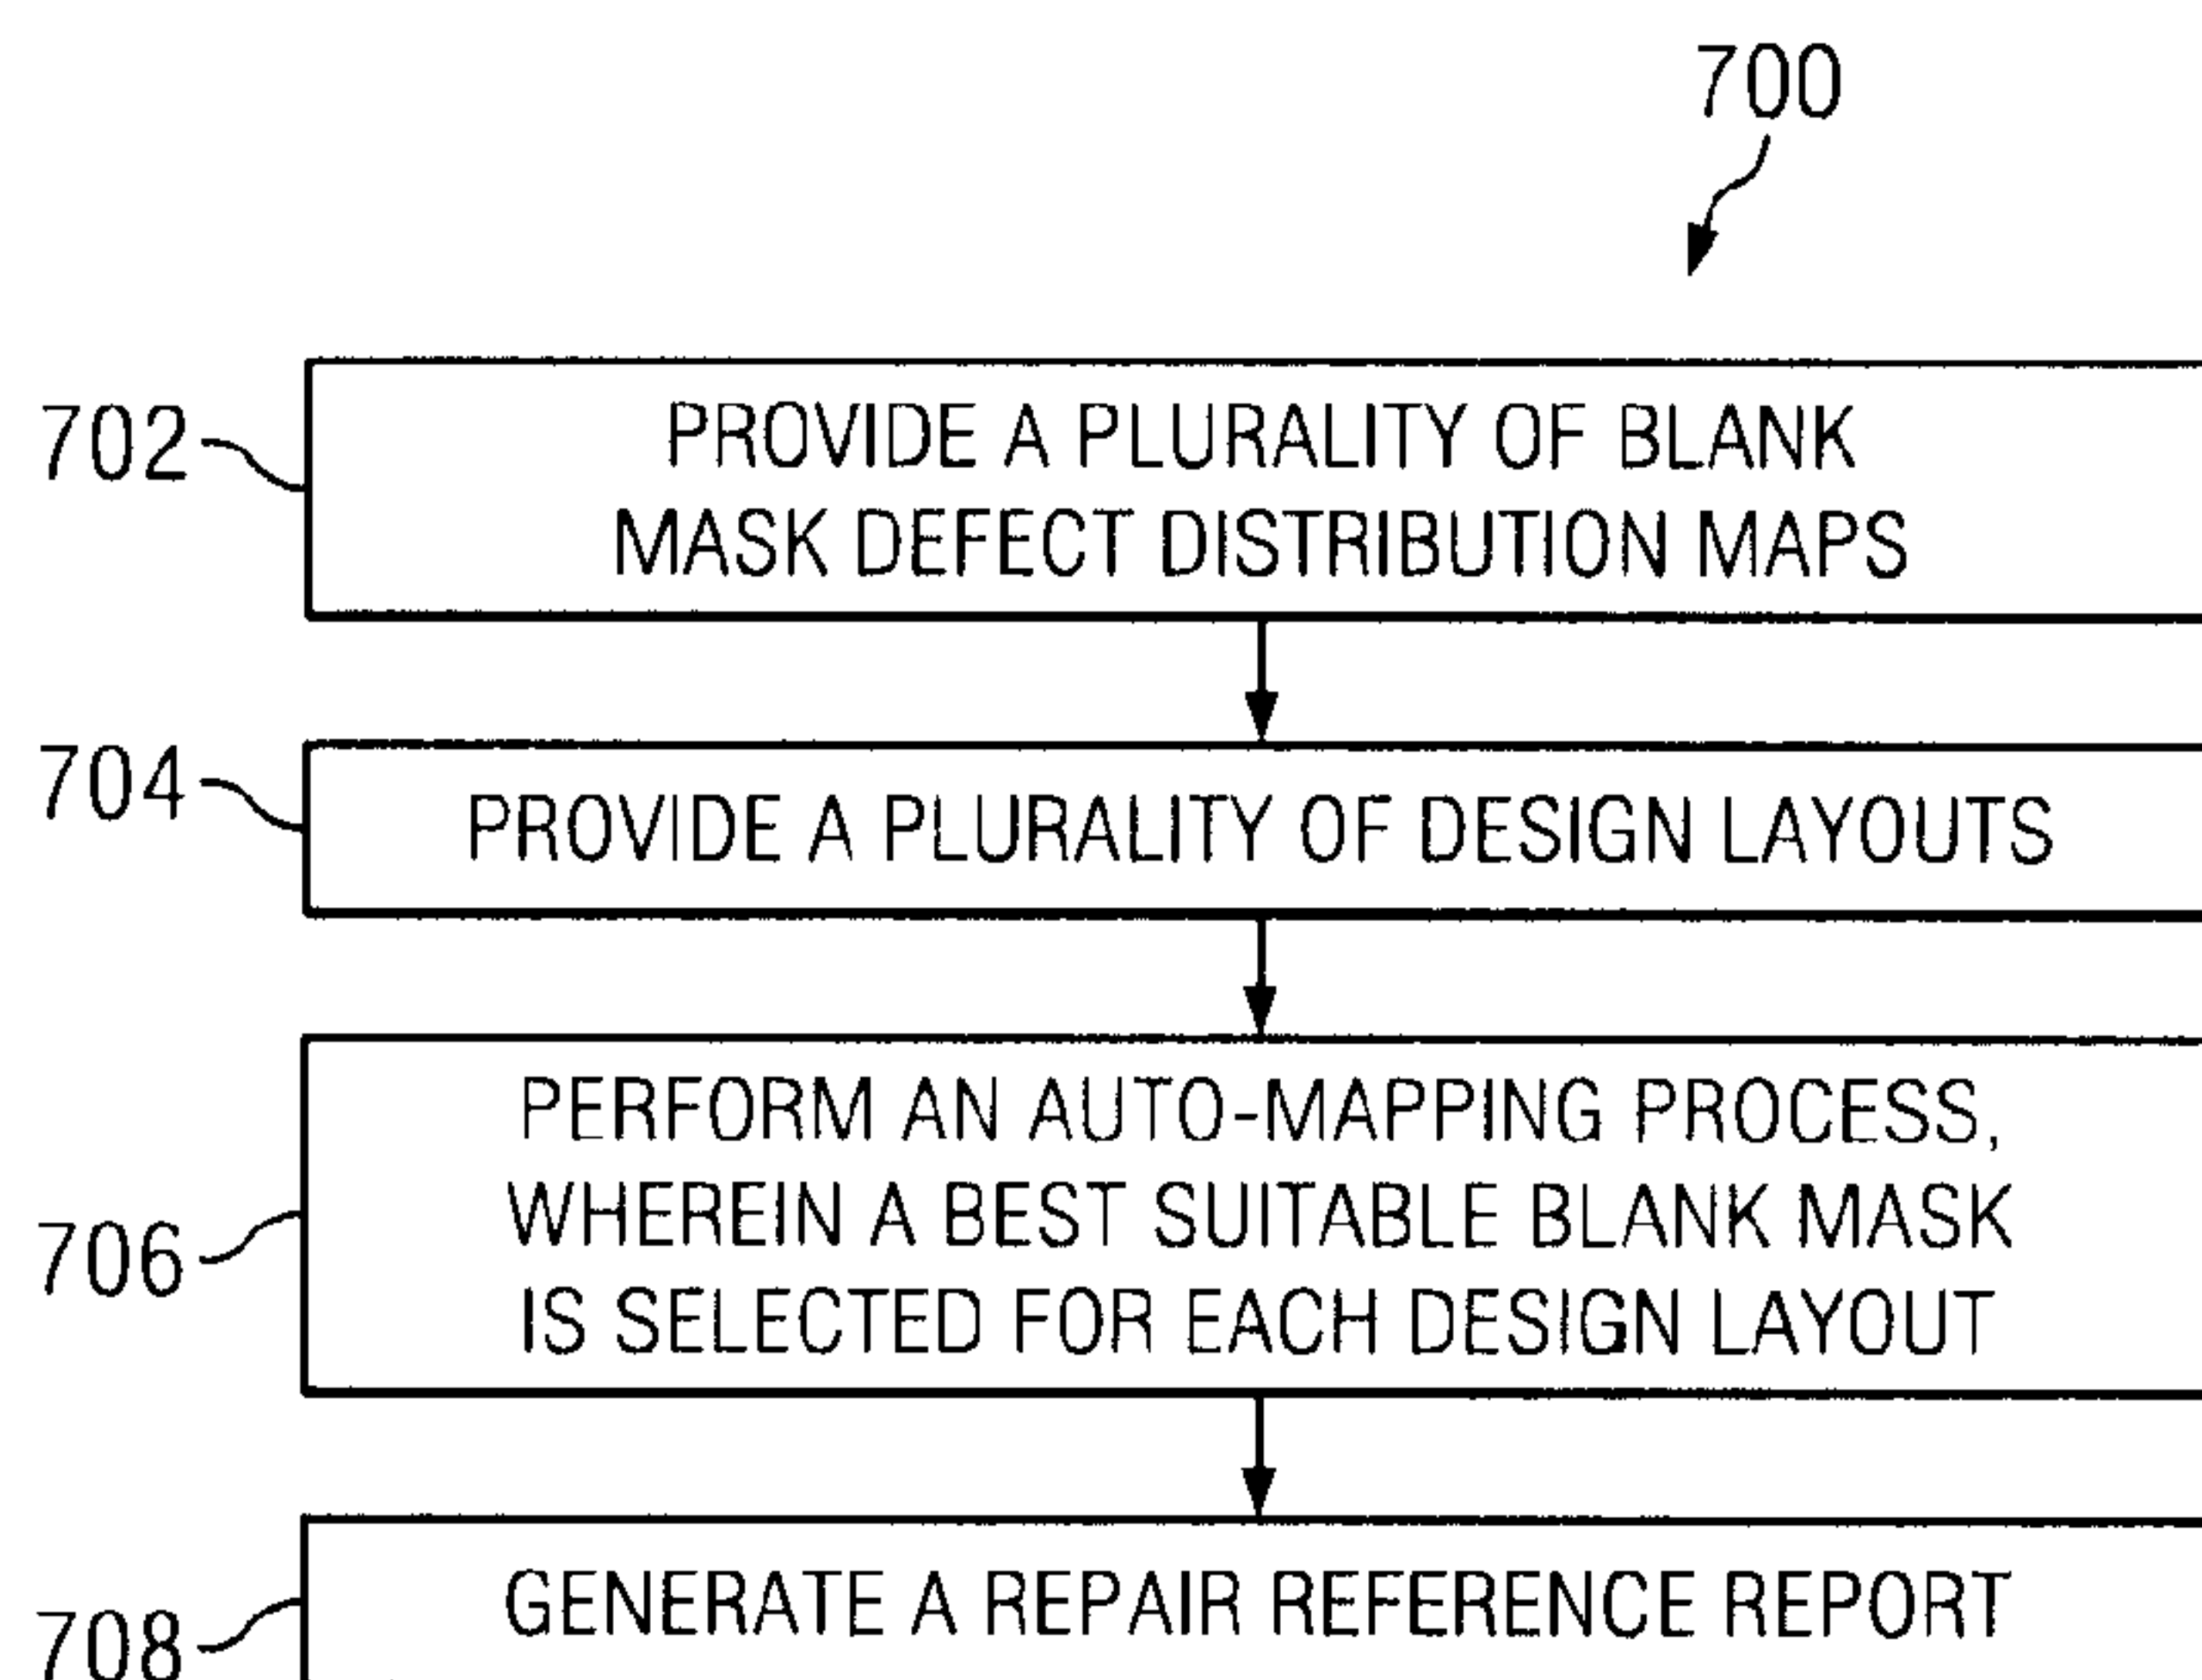 700
702
PROVIDE A PLURALITY OF BLANK
MASK DEFECT DISTRIBUTION MAPS
704
PROVIDE A PLURALITY OF DESIGN LAYOUTS
706
PERFORM AN AUTO-MAPPING PROCESS,
WHEREIN A BEST SUITABLE BLANK MASK
IS SELECTED FOR EACH DESIGN LAYOUT
708
GENERATE A REPAIR REFERENCE REPORT